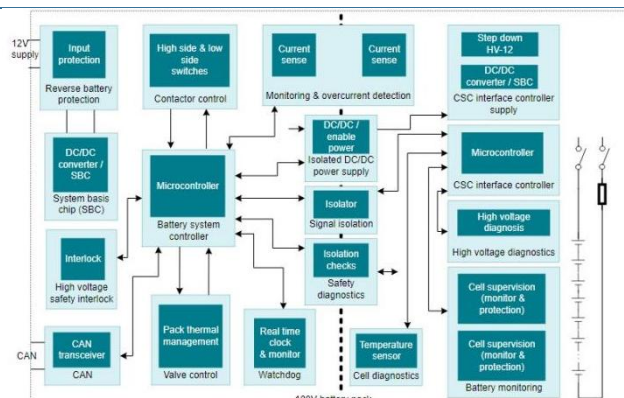 12V
supply
Input
protection
Reverse battery
protection
High side & low
side
switches
Contactor control
Current
sense
Current
sense
Monitoring & overcurrent detection
Step down
HV-12
DC/DC
converter / SBC
CSC interface controller
supply
DC/DC
converter /
SBC
System basis
chip (SBC)
Microcontroller
Battery system
controller
DC/DC /
enable
power
Isolated DC/DC
power supply
Isolator
Signal isolation
Isolation
checks
Safety
diagnostics
Microcontroller
CSC interface controller
High voltage
diagnosis
High voltage diagnostics
Interlock
High voltage
safety interlock
CAN
CAN
transceiver
CAN
Pack thermal
management
Valve control
Real time
clock
& monitor
Watchdog
Temperature
sensor
Cell diagnostics
Cell supervision
(monitor &
protection)
Cell supervision
(monitor &
protection)
Battery monitoring